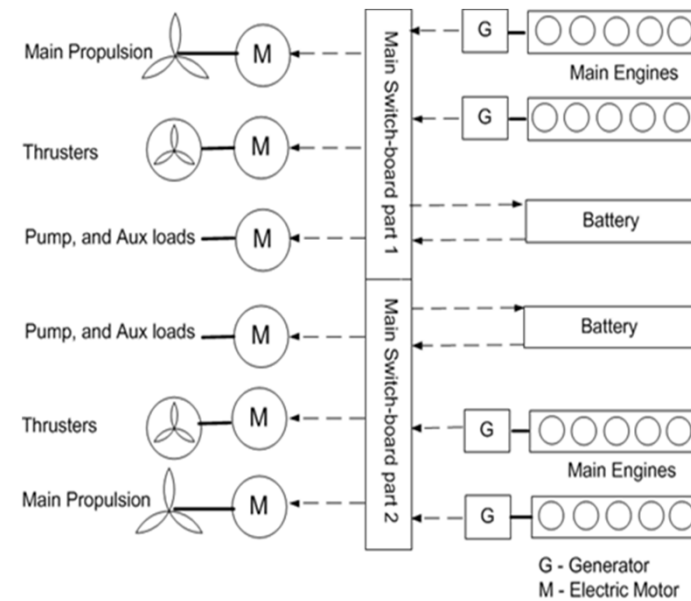 Main Propulsion
M
G
Main Engines
Thrusters
M
G
Main Switch-board part 1
Battery
Pump, and Aux loads
M
Pump, and Aux loads
M
Main Switch-board part 2
Battery
Thrusters
M
G
Main Engines
Main Propulsion
M
G
G - Generator
M - Electric Motor